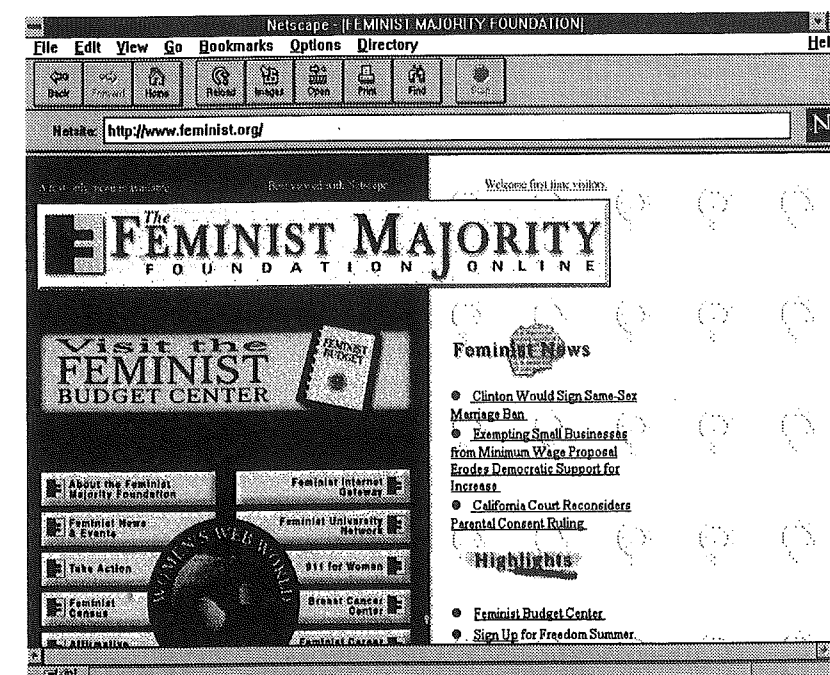 Netscape - [FEMINIST MAJORITY FOUNDATION]
File Edit View Go Bookmarks Options Directory Hel
Back Forward Home Reload Images Open Print Find Stop
Netsite: http://www.feminist.org/
N
Welcome first time visitors
The
FEMINIST MAJORITY
FOUNDATION ONLINE
Visit the
FEMINIST
BUDGET CENTER
FEMINIST
BUDGET
Feminist News
Clinton Would Sign Same-Sex
Marriage Ban
Exempting Small Businesses
from Minimum Wage Proposal
Erodes Democratic Support for
Increase
California Court Reconsiders
Parental Consent Ruling
Highlights
Feminist Budget Center
Sign Up for Freedom Summer
About the Feminist
Majority Foundation
Feminist Internet
Gateway
Feminist News
& Events
Feminist University
Network
WOMEN'S WEB WORLD
Take Action
911 for Women
Feminist
Census
Breast Cancer
Center
Affirmative
Feminist Career